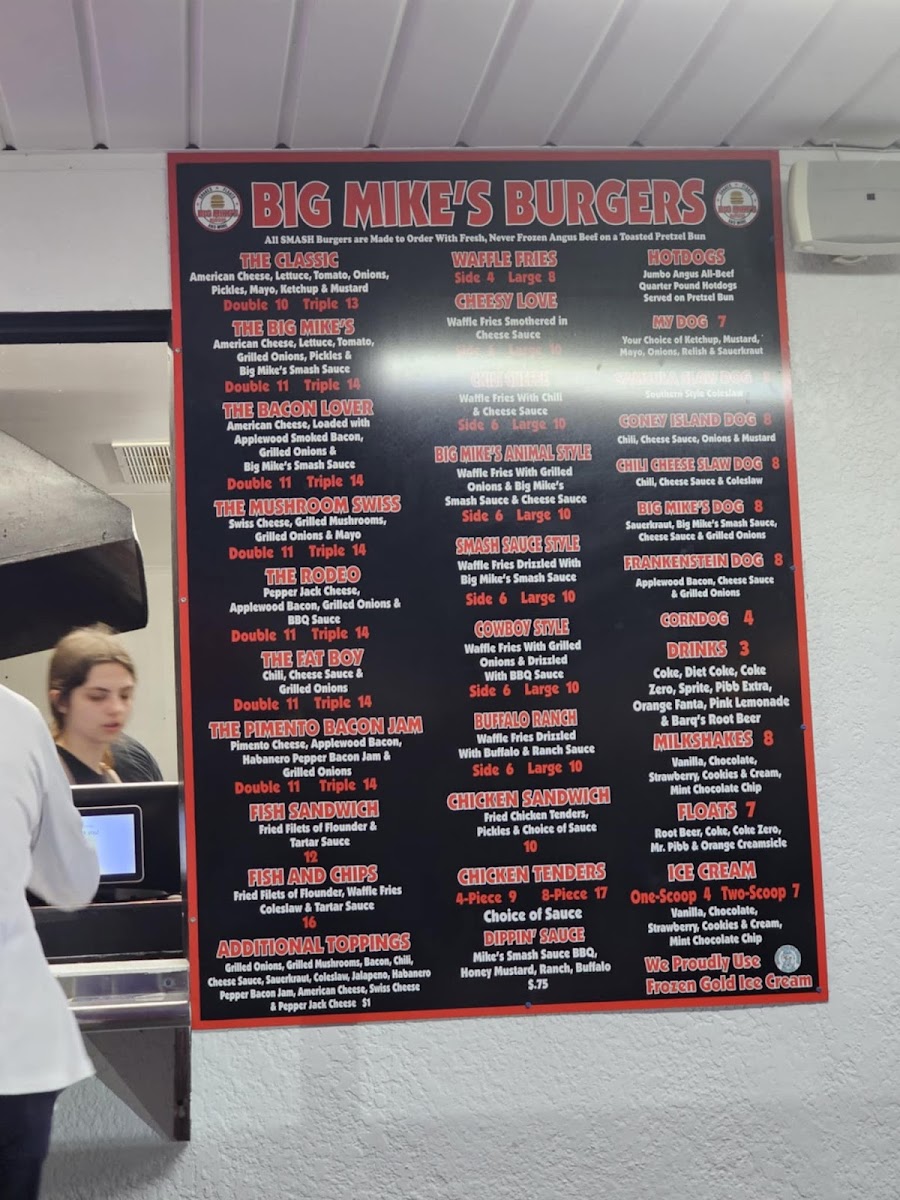 BIG MIKE'S BURGERS
All SMASH Burgers are Made to Order With Fresh, Never Frozen Angus Beef on a Toasted Pretzel Bun
THE CLASSIC
American Cheese, Lettuce, Tomato, Onions,
Pickles, Mayo, Ketchup & Mustard
Double 10 Triple 13
THE BIG MIKE'S
American Cheese, Lettuce, Tomato,
Grilled Onions, Pickles &
Big Mike's Smash Sauce
Double 11 Triple 14
THE BACON LOVER
American Cheese, Loaded with
Applewood Smoked Bacon,
Grilled Onions &
Big Mike's Smash Sauce
Double 11 Triple 14
THE MUSHROOM SWISS
Swiss Cheese, Grilled Mushrooms,
Grilled Onions & Mayo
Double 11 Triple 14
THE RODEO
Pepper Jack Cheese,
Applewood Bacon, Grilled Onions &
BBQ Sauce
Double 11 Triple 14
THE FAT BOY
Chili, Cheese Sauce &
Grilled Onions
Double 11 Triple 14
THE PIMENTO BACON JAM
Pimento Cheese, Applewood Bacon,
Habanero Pepper Bacon Jam &
Grilled Onions
Double 11 Triple 14
FISH SANDWICH
Fried Filets of Flounder &
Tartar Sauce
12
FISH AND CHIPS
Fried Filets of Flounder, Waffle Fries
Coleslaw & Tartar Sauce
16
ADDITIONAL TOPPINGS
Grilled Onions, Grilled Mushrooms, Bacon, Chili,
Cheese Sauce, Sauerkraut, Coleslaw, Jalapeno, Habanero
Pepper Bacon Jam, American Cheese, Swiss Cheese
& Pepper Jack Cheese $1
WAFFLE FRIES
Side 4 Large 8
CHEESY LOVE
Waffle Fries Smothered in
Cheese Sauce
CHILI CHEESE
Waffle Fries With Chili
& Cheese Sauce
Side 6 Large 10
BIG MIKE'S ANIMAL STYLE
Waffle Fries With Grilled
Onions & Big Mike's
Smash Sauce & Cheese Sauce
Side 6 Large 10
SMASH SAUCE STYLE
Waffle Fries Drizzled With
Big Mike's Smash Sauce
Side 6 Large 10
COWBOY STYLE
Waffle Fries With Grilled
Onions & Drizzled
With BBQ Sauce
Side 6 Large 10
BUFFALO RANCH
Waffle Fries Drizzled
With Buffalo & Ranch Sauce
Side 6 Large 10
CHICKEN SANDWICH
Fried Chicken Tenders,
Pickles & Choice of Sauce
10
CHICKEN TENDERS
4-Piece 9 8-Piece 17
Choice of Sauce
DIPPIN' SAUCE
Mike's Smash Sauce BBQ,
Honey Mustard, Ranch, Buffalo
$.75
HOTDOGS
Jumbo Angus All-Beef
Quarter Pound Hotdogs
Served on Pretzel Bun
MY DOG 7
Your Choice of Ketchup, Mustard,
Mayo, Onions, Relish & Sauerkraut
SLAW DOG
Southern Style Coleslaw
CONEY ISLAND DOG 8
Chili, Cheese Sauce, Onions & Mustard
CHILI CHEESE SLAW DOG 8
Chili, Cheese Sauce & Coleslaw
BIG MIKE'S DOG 8
Sauerkraut, Big Mike's Smash Sauce,
Cheese Sauce & Grilled Onions
FRANKENSTEIN DOG 8
Applewood Bacon, Cheese Sauce
& Grilled Onions
CORNDOG 4
DRINKS 3
Coke, Diet Coke, Coke
Zero, Sprite, Pibb Extra,
Orange Fanta, Pink Lemonade
& Barq's Root Beer
MILKSHAKES 8
Vanilla, Chocolate,
Strawberry, Cookies & Cream,
Mint Chocolate Chip
FLOATS 7
Root Beer, Coke, Coke Zero,
Mr. Pibb & Orange Creamsicle
ICE CREAM
One-Scoop 4 Two-Scoop 7
Vanilla, Chocolate,
Strawberry, Cookies & Cream,
Mint Chocolate Chip
We Proudly Use
Frozen Gold Ice Cream